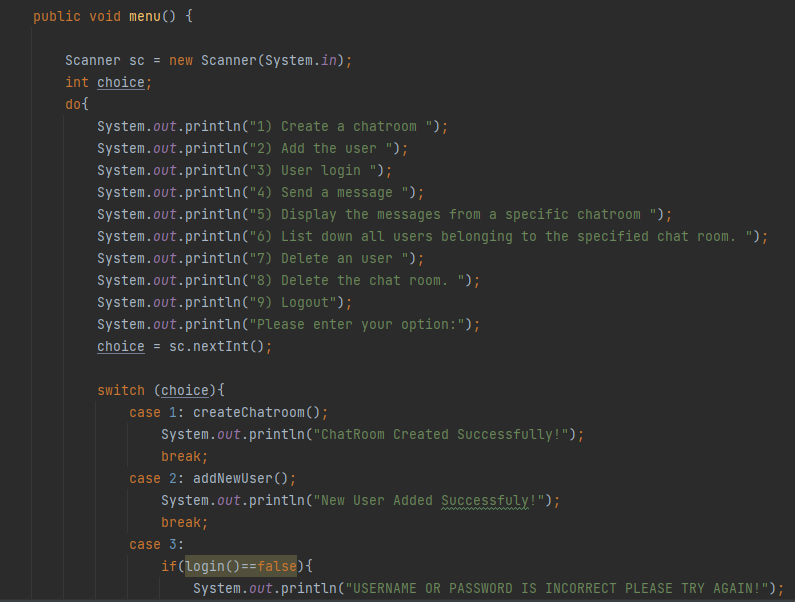 public void menu() {
Scanner sc = new Scanner(System.in);
int choice;
do{
System.out.println("1) Create a chatroom ");
System.out.println("2) Add the user ");
System.out.println("3) User login ");
System.out.println("4) Send a message ");
System.out.println("5) Display the messages from a specific chatroom ");
System.out.println("6) List down all users belonging to the specified chat room. ");
System.out.println("7) Delete an user ");
System.out.println("8) Delete the chat room. ");
System.out.println("9) Logout");
System.out.println("Please enter your option:");
choice = sc.nextInt();
switch (choice){
case 1: createChatroom();
System.out.println("ChatRoom Created Successfully!");
break;
case 2: addNewUser();
System.out.println("New User Added Successfuly!");
break;
case 3:
if(login()==false){
System.out.println("USERNAME OR PASSWORD IS INCORRECT PLEASE TRY AGAIN!");